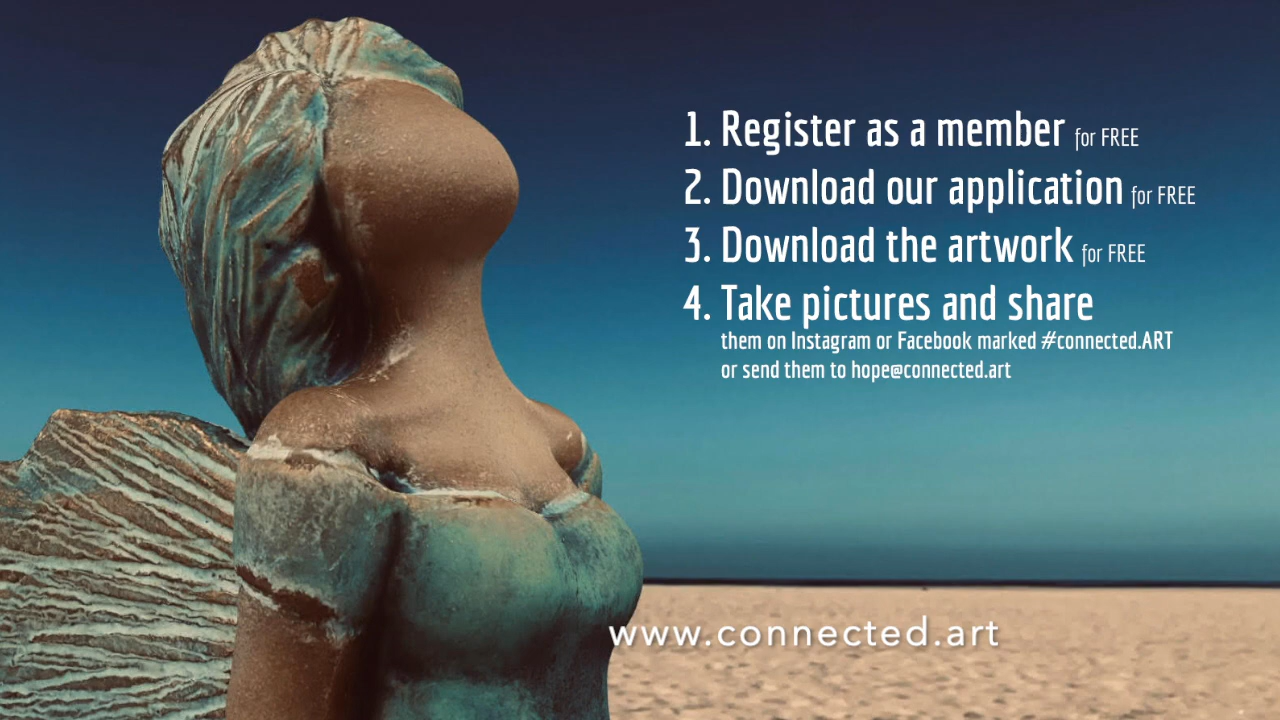 1. Register as a member for FREE
2. Download our application for FREE
3. Download the artwork for FREE
4. Take pictures and share
them on Instagram or Facebook marked #connected.ART
or send them to hope@connected.art
www.connected.art